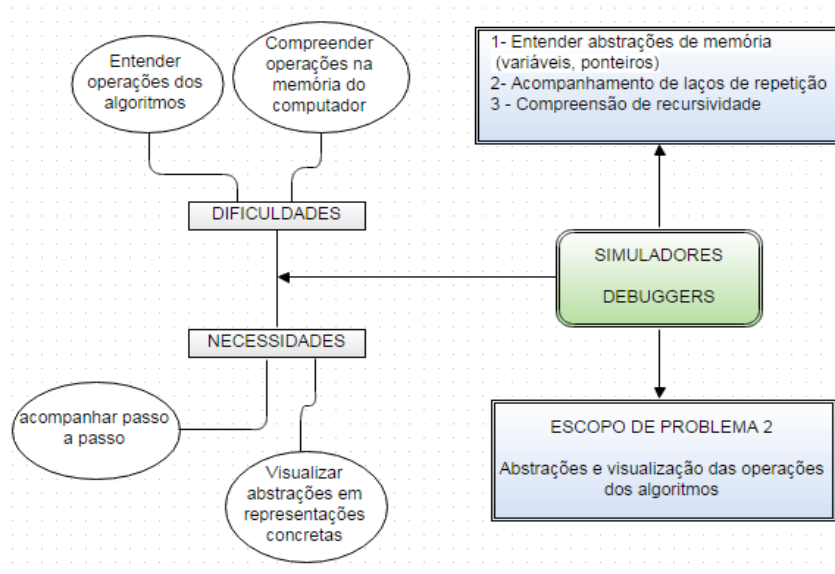 Entender
operações dos
algoritmos
Compreender
operações na
memória do
computador
1- Entender abstrações de memória
(variáveis, ponteiros)
2- Acompanhamento de laços de repetição
3 - Compreensão de recursividade
DIFICULDADES
SIMULADORES
DEBUGGERS
NECESSIDADES
acompanhar passo
a passo
Visualizar
abstrações em
representações
concretas
ESCOPO DE PROBLEMA 2
Abstrações e visualização das operações
dos algoritmos